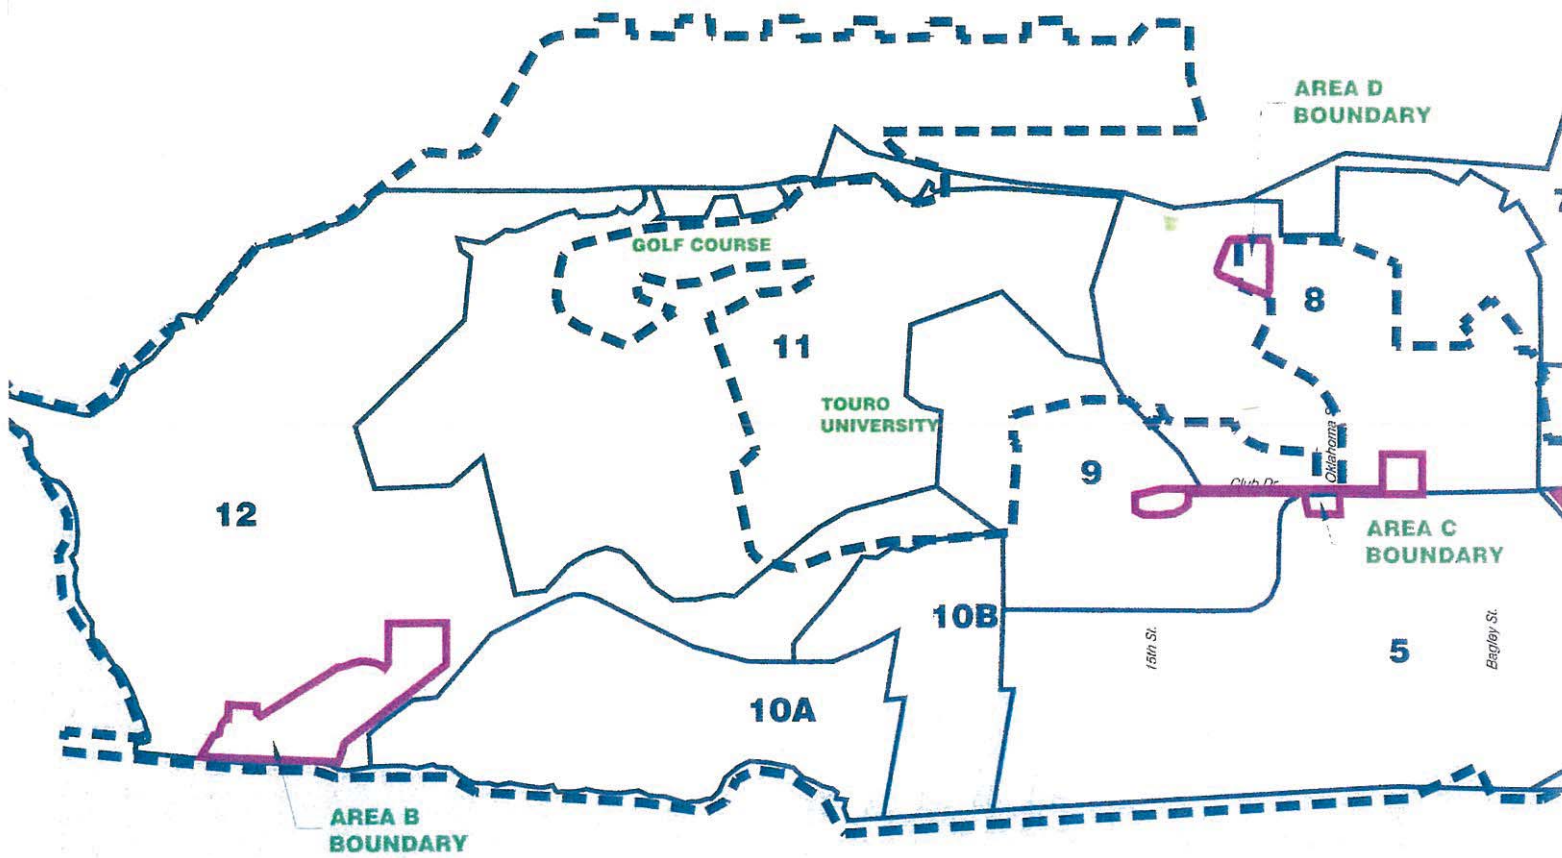 AREA D
BOUNDARY
7
GOLF COURSE
8
11
TOURO
UNIVERSITY
Oklahoma S
9
Club Dr
12
AREA C
BOUNDARY
10B
15th St.
5
Bagley St.
10A
AREA B
BOUNDARY